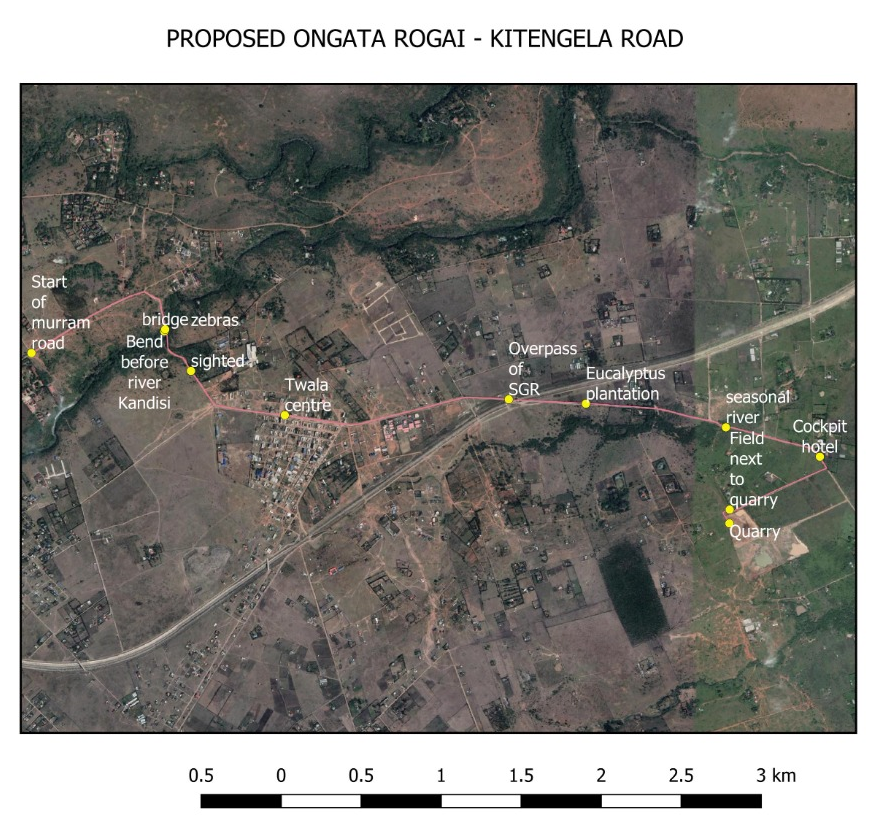 PROPOSED ONGATA ROGAI - KITENGELA ROAD
Start
of
murram
road
bridge
zebras
sighted
Bend
before
river
Kandisi
Twala
centre
Overpass
of
SGR
Eucalyptus
plantation
seasonal
river
Field
next
to
quarry
Quarry
Cockpit
hotel
0.5 0 0.5 1 1.5 2 2.5 3 km